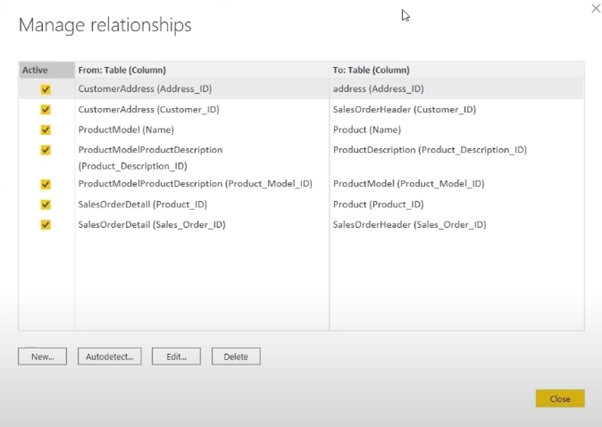 Manage relationships
Active From: Table (Column) To: Table (Column)
CustomerAddress (Address_ID) address (Address_ID)
CustomerAddress (Customer_ID) SalesOrderHeader (Customer_ID)
ProductModel (Name) Product (Name)
ProductModelProductDescription ProductDescription (Product_Description_ID)
(Product_Description_ID)
ProductModelProductDescription (Product_Model_ID) ProductModel (Product_Model_ID)
SalesOrderDetail (Product_ID) Product (Product_ID)
SalesOrderDetail (Sales_Order_ID) SalesOrderHeader (Sales_Order_ID)
New... Autodetect... Edit... Delete
Close